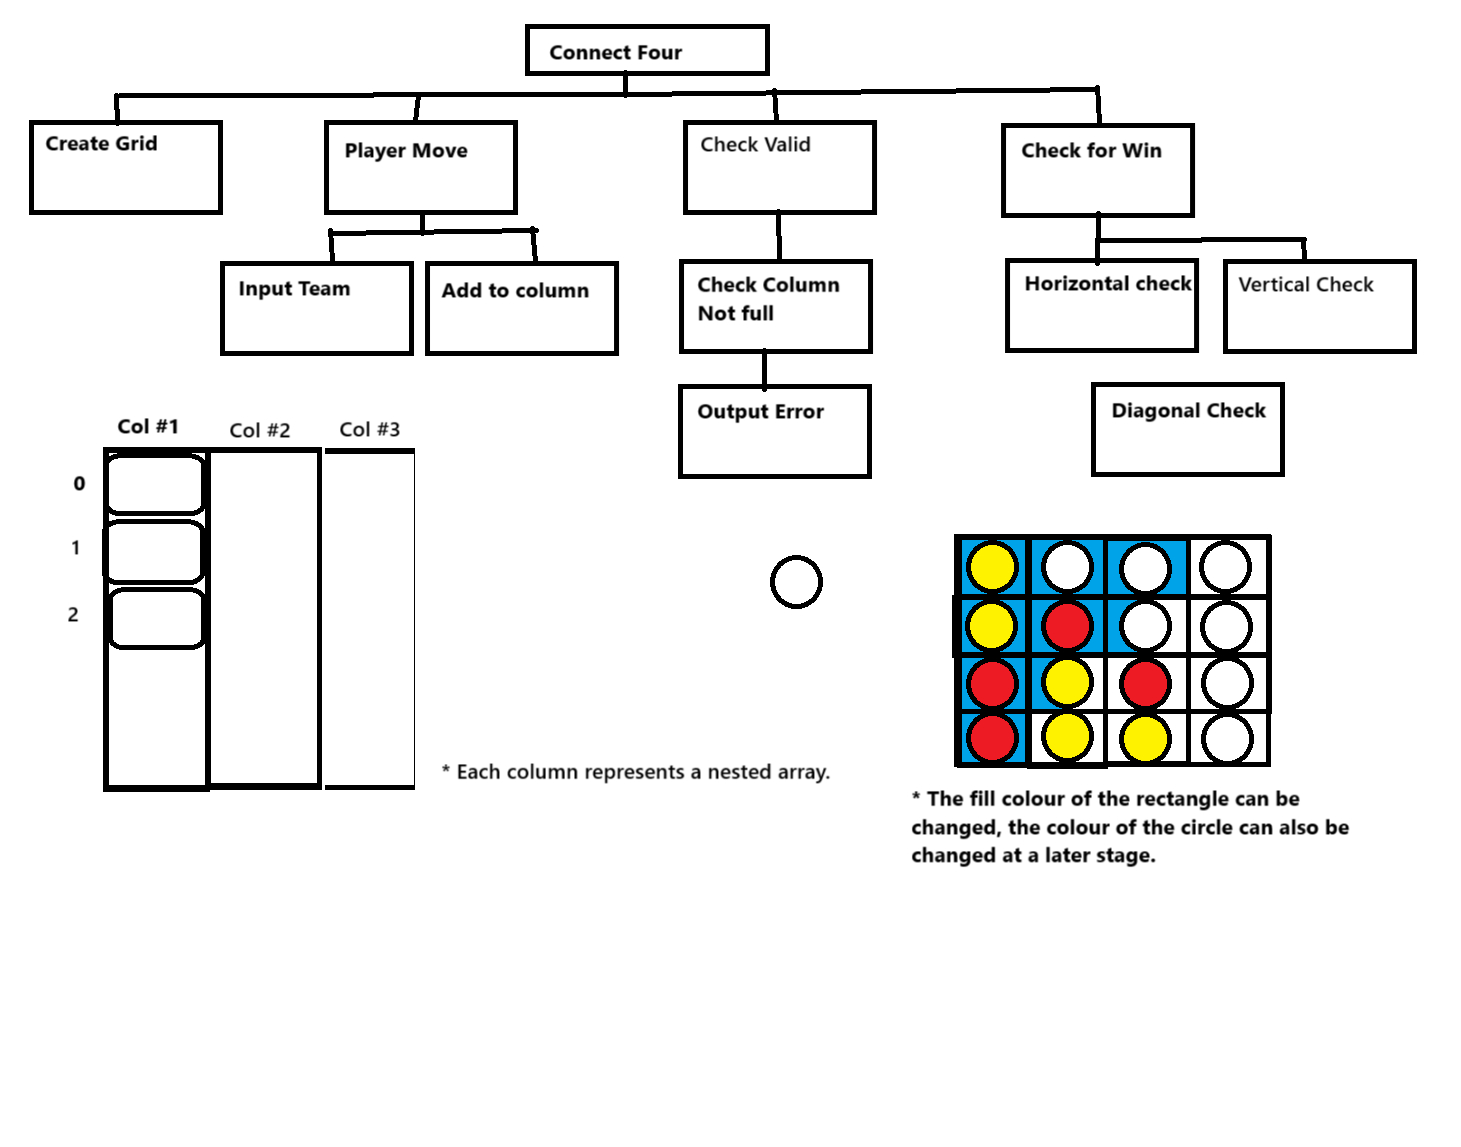 Connect Four
Create Grid
Player Move
Check Valid
Check for Win
Input Team
Add to column
Check Column
Not full
Horizontal check
Vertical Check
Output Error
Diagonal Check
Col #1
Col #2
Col #3
0
1
2
* Each column represents a nested array.
* The fill colour of the rectangle can be
changed, the colour of the circle can also be
changed at a later stage.